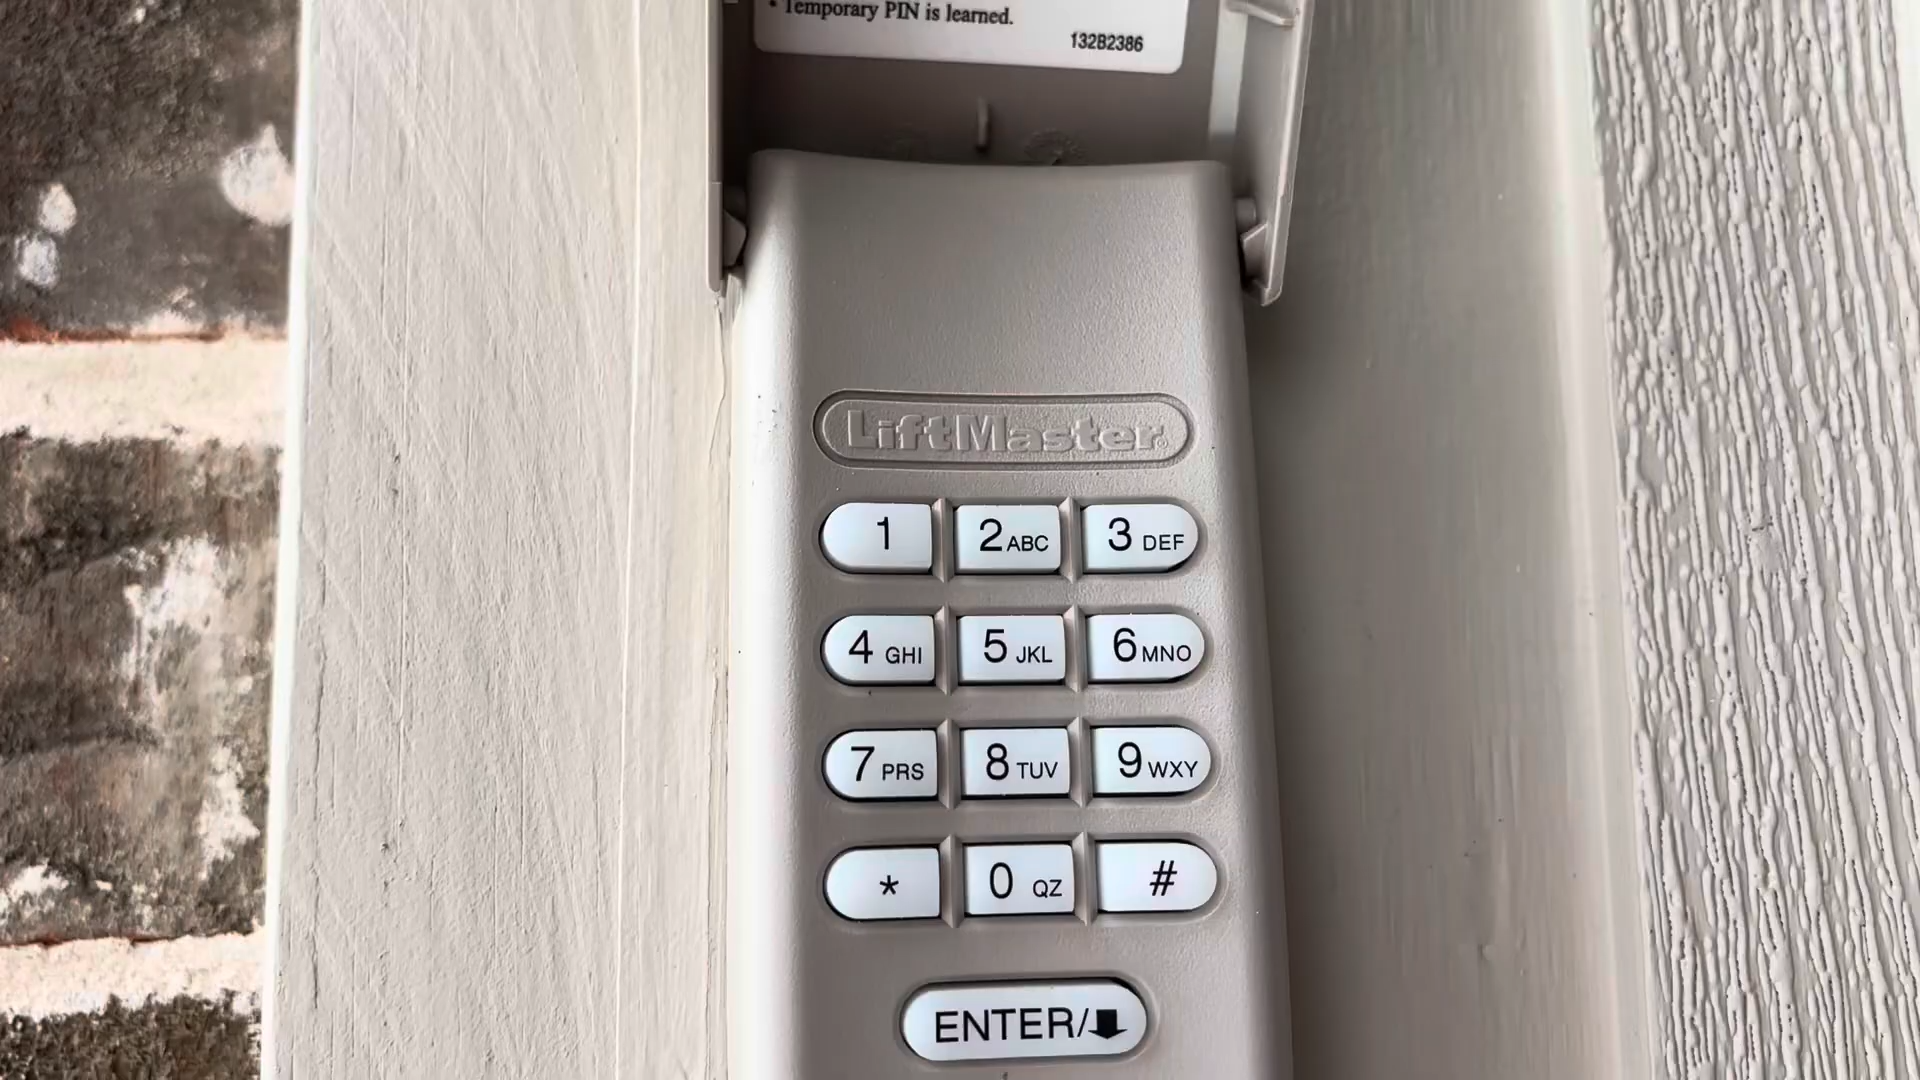 • Temporary PIN is learned.
132B2386
LiftMaster®
1 2 ABC 3 DEF
4 GHI 5 JKL 6 MNO
7 PRS 8 TUV 9 WXY
* 0 QZ #
ENTER/⬇